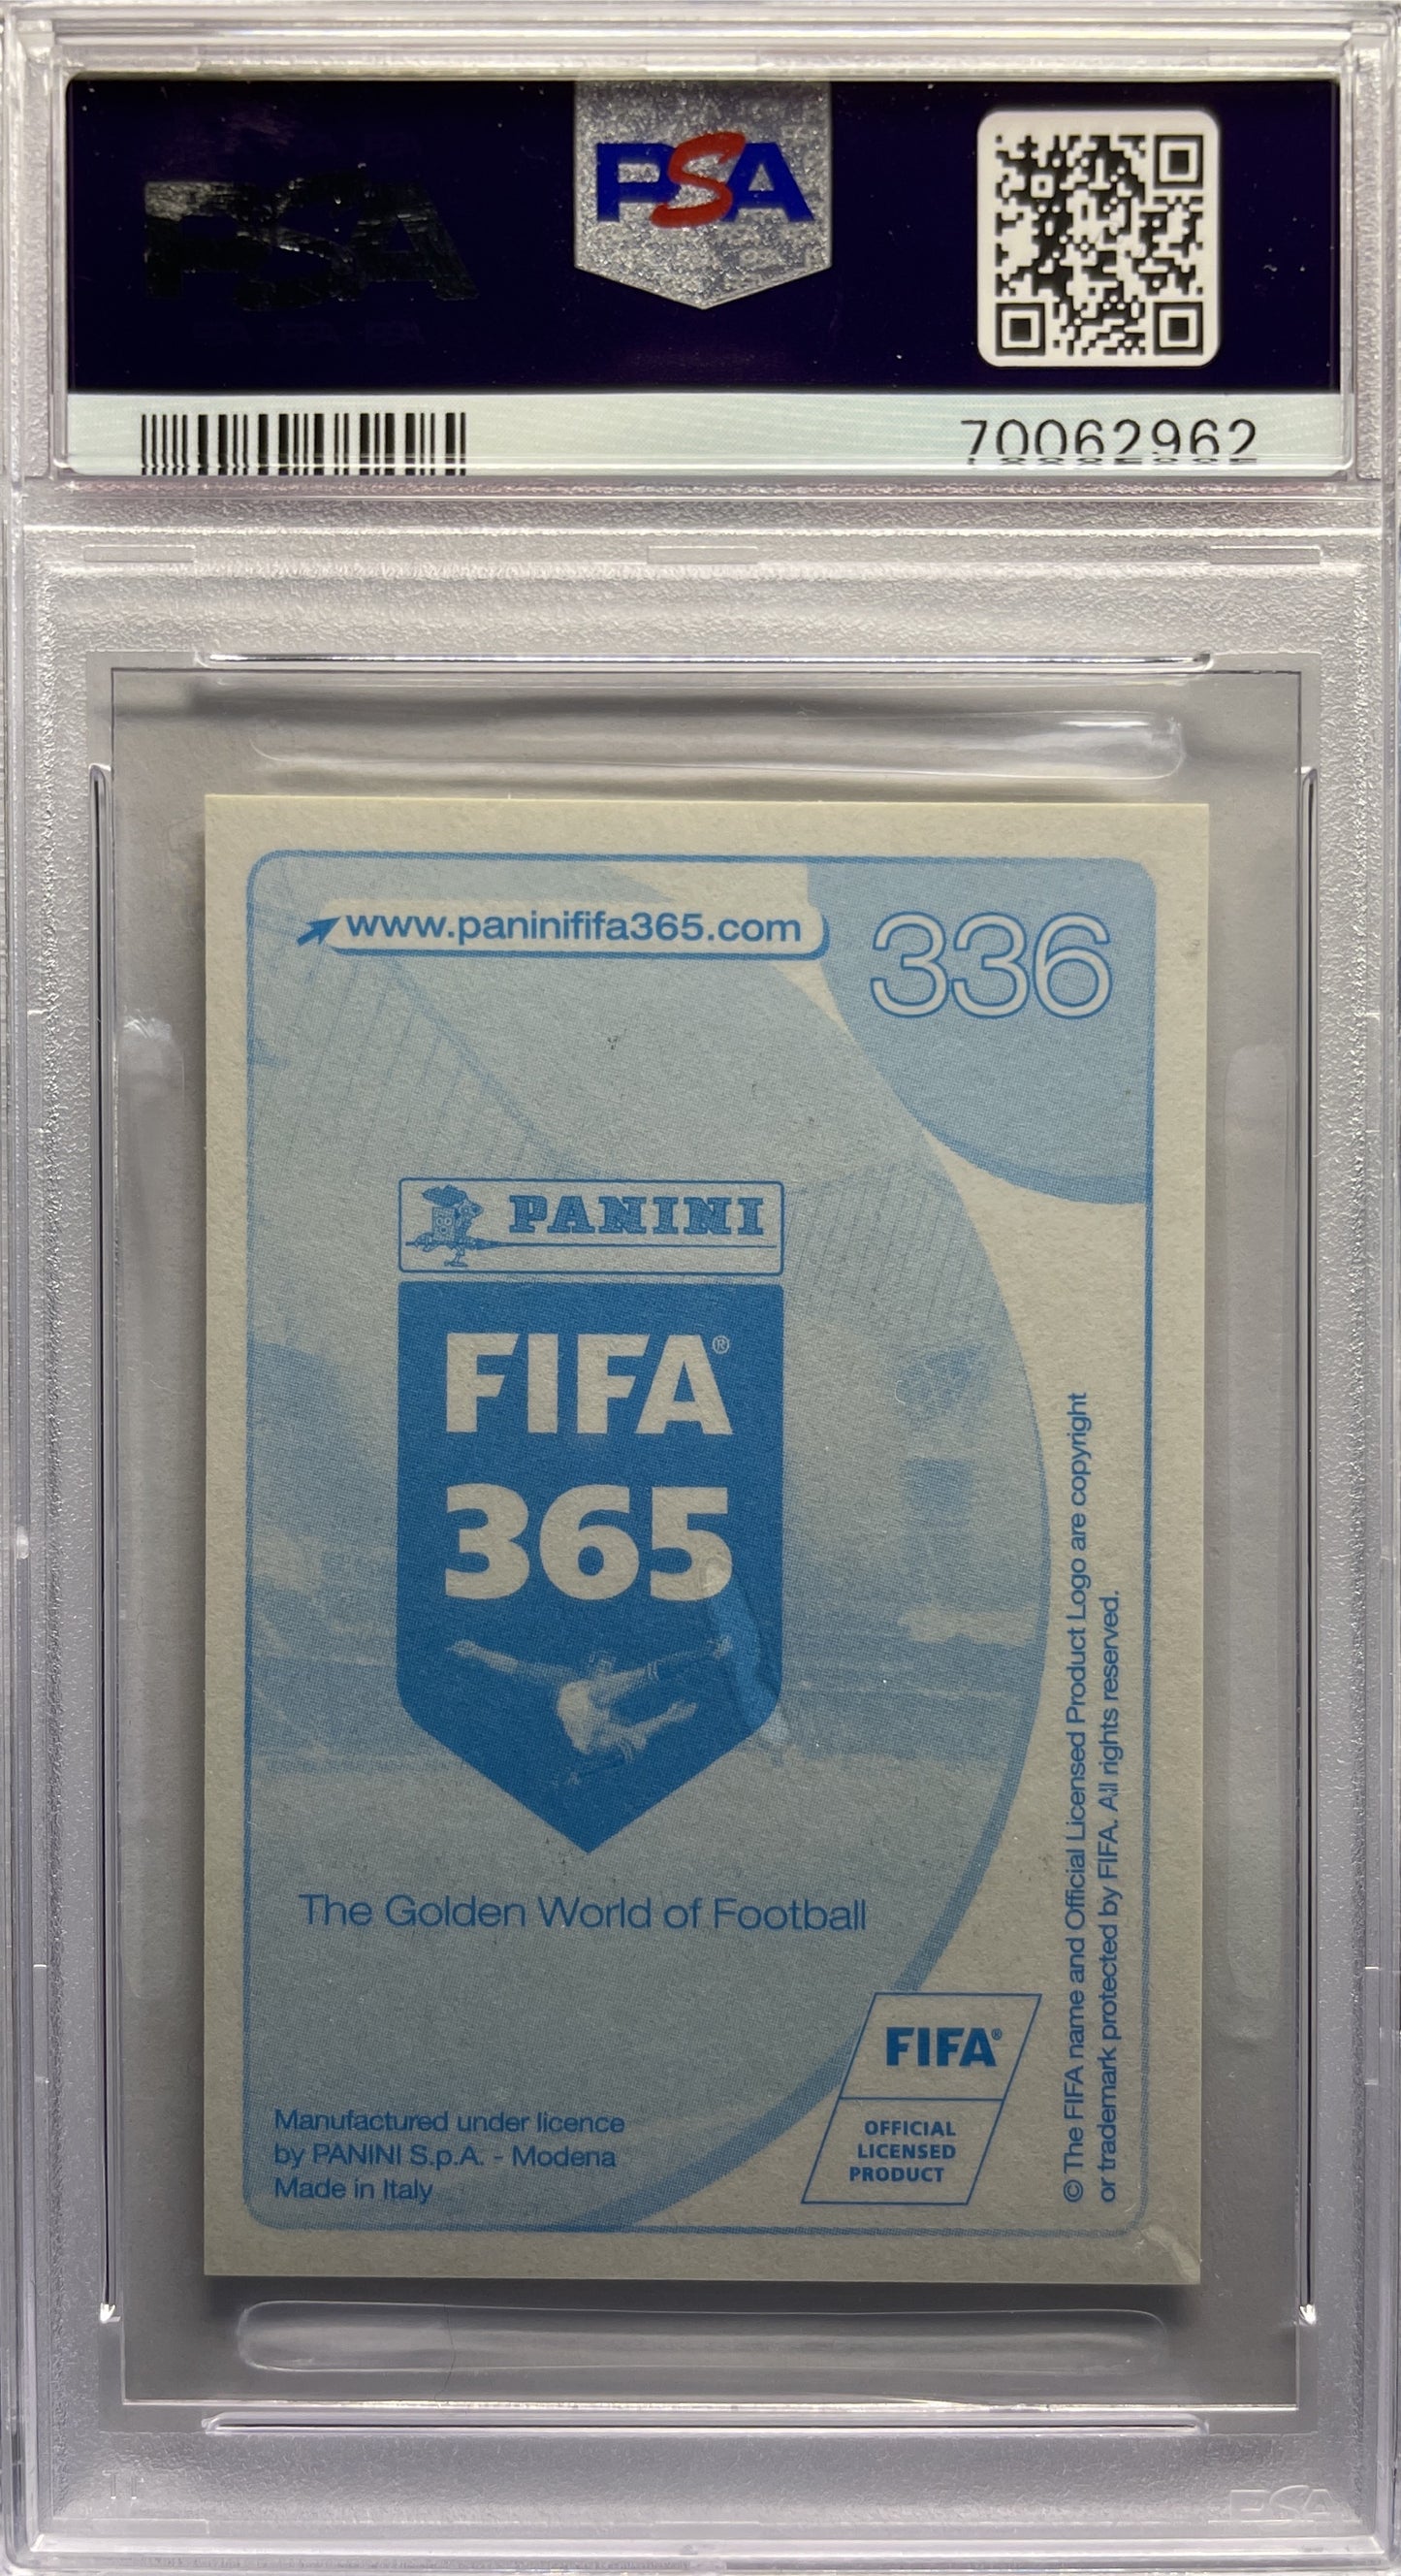 PSA
PSA
70062962
www.paninififa365.com
336
PANINI
FIFA®
365
The Golden World of Football
FIFA®
OFFICIAL
LICENSED
PRODUCT
Manufactured under licence
by PANINI S.p.A. - Modena
Made in Italy
© The FIFA name and Official Licensed Product Logo are copyright
or trademark protected by FIFA. All rights reserved.
PSA